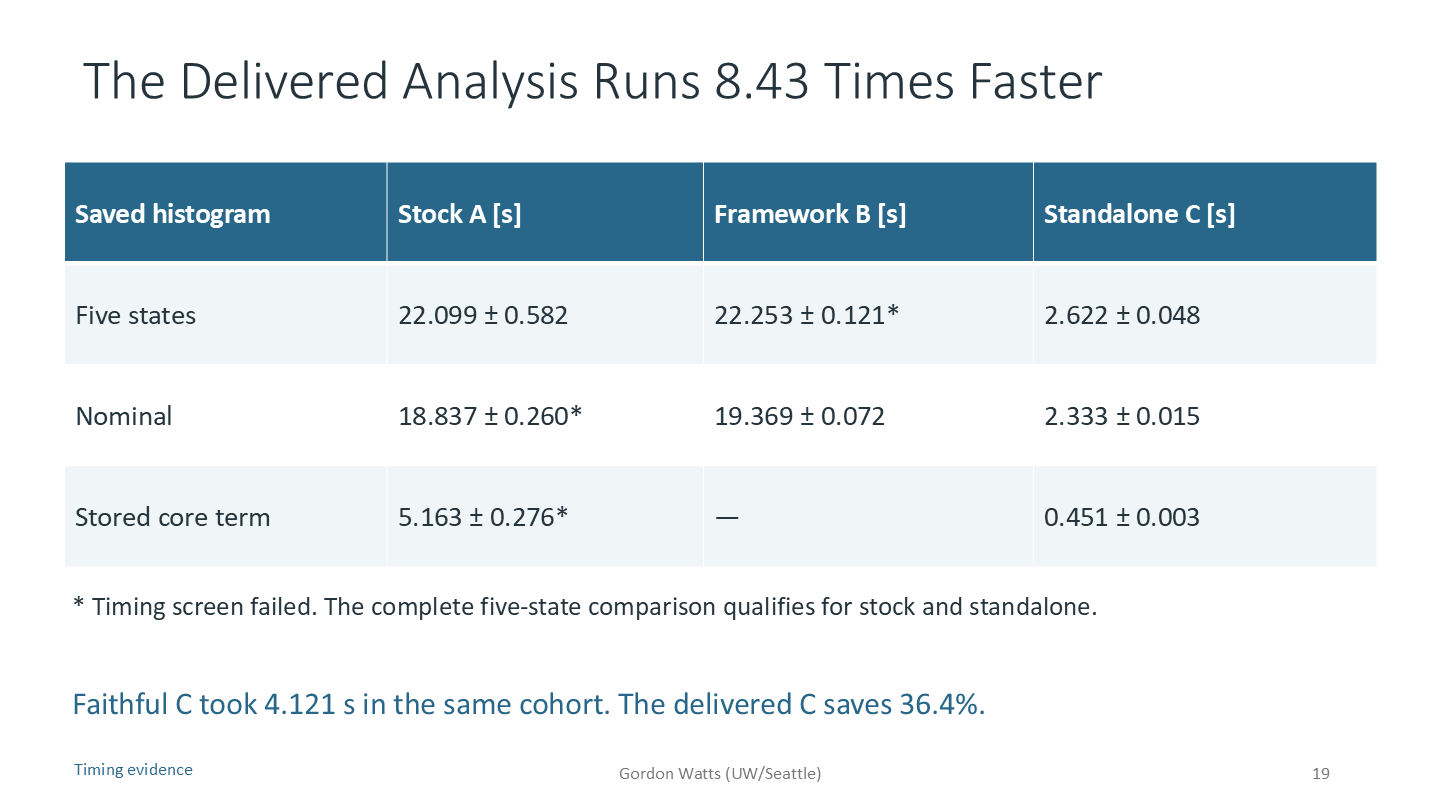 The Delivered Analysis Runs 8.43 Times Faster
Saved histogram Stock A [s] Framework B [s] Standalone C [s]
Five states 22.099 ± 0.582 22.253 ± 0.121* 2.622 ± 0.048
Nominal 18.837 ± 0.260* 19.369 ± 0.072 2.333 ± 0.015
Stored core term 5.163 ± 0.276* — 0.451 ± 0.003
* Timing screen failed. The complete five-state comparison qualifies for stock and standalone.
Faithful C took 4.121 s in the same cohort. The delivered C saves 36.4%.
Timing evidence
Gordon Watts (UW/Seattle)
19